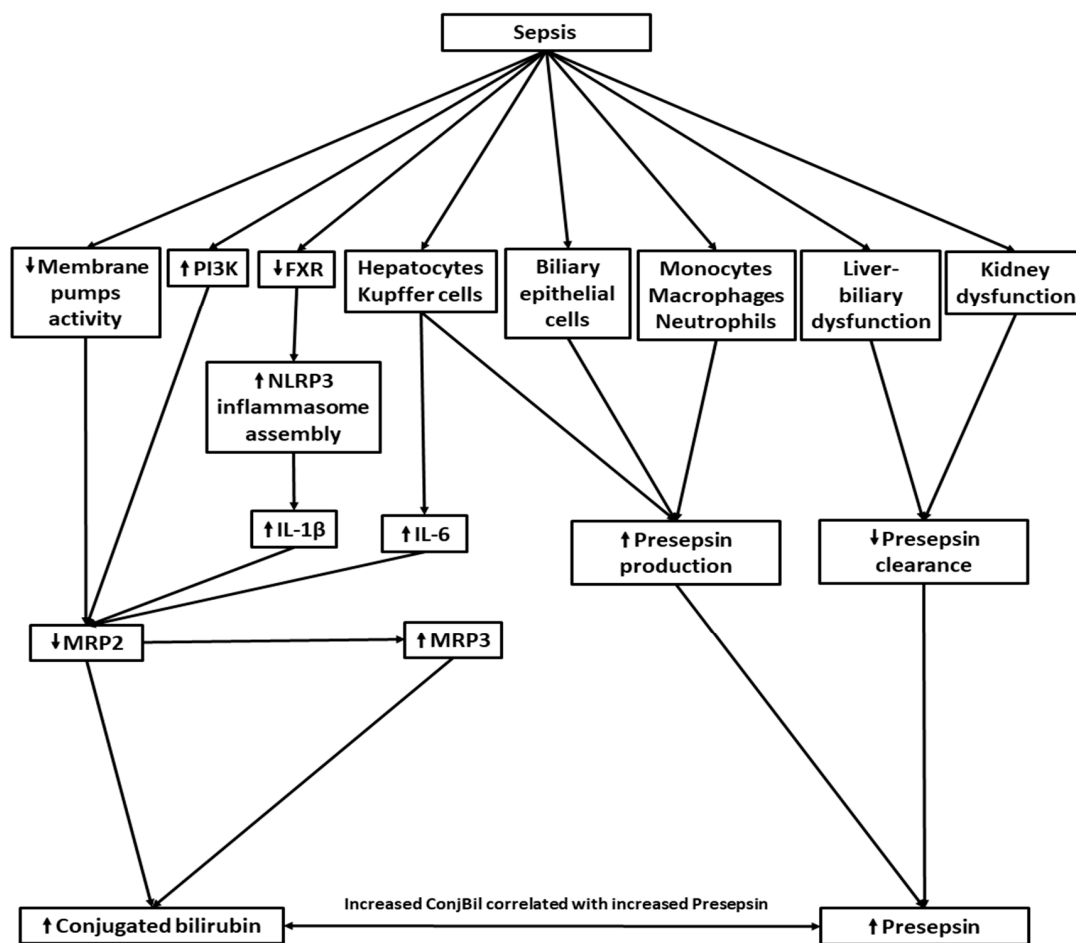 Sepsis
↓Membrane
pumps
activity
↑PI3K
↓FXR
Hepatocytes
Kupffer cells
Biliary
epithelial
cells
Monocytes
Macrophages
Neutrophils
Liver-
biliary
dysfunction
Kidney
dysfunction
↑NLRP3
inflammasome
assembly
↑IL-1β
↑IL-6
↑Presepsin
production
↓Presepsin
clearance
↓MRP2
↑MRP3
Increased ConjBil correlated with increased Presepsin
↑Conjugated bilirubin
↑Presepsin